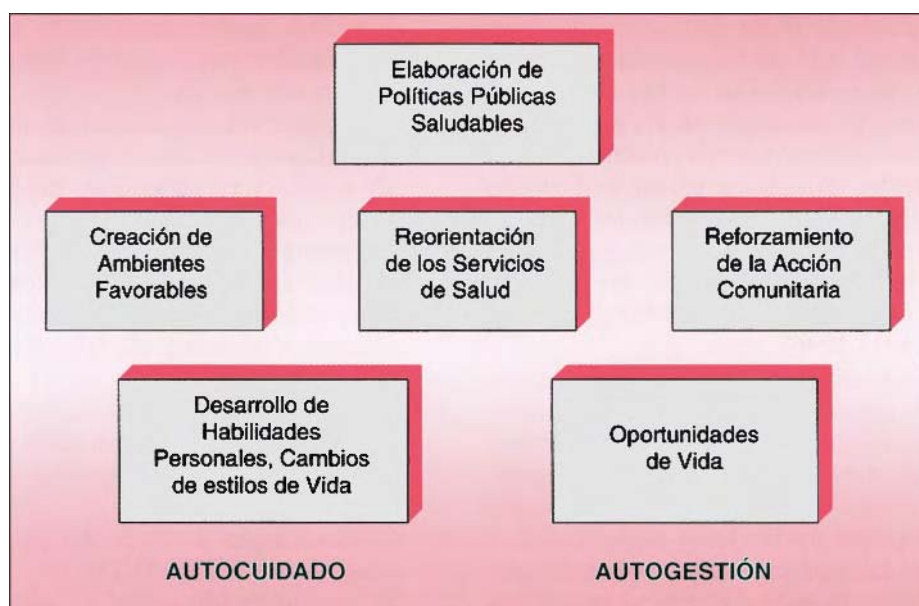 Elaboración de
Políticas Públicas
Saludables
Creación de
Ambientes
Favorables
Reorientación
de los Servicios
de Salud
Reforzamiento
de la Acción
Comunitaria
Desarrollo de
Habilidades
Personales, Cambios
de estilos de Vida
Oportunidades
de Vida
AUTOCUIDADO
AUTOGESTIÓN